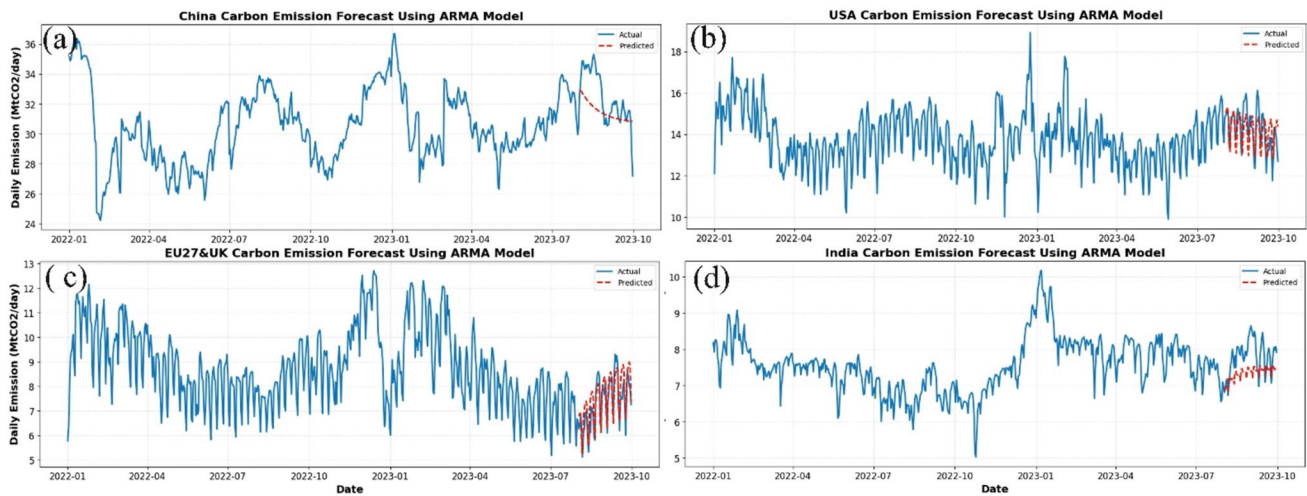 China Carbon Emission Forecast Using ARMA Model
(a)
Actual
Predicted
36
34
32
30
28
26
24
Daily Emission (MtCO2/day)
2022-01 2022-04 2022-07 2022-10 2023-01 2023-04 2023-07 2023-10
USA Carbon Emission Forecast Using ARMA Model
(b)
Actual
Predicted
18
16
14
12
10
2022-01 2022-04 2022-07 2022-10 2023-01 2023-04 2023-07 2023-10
EU27&UK Carbon Emission Forecast Using ARMA Model
( c)
Actual
Predicted
13
12
11
10
9
8
7
6
5
Daily Emission (MtCO2/day)
2022-01 2022-04 2022-07 2022-10 2023-01 2023-04 2023-07 2023-10
Date
India Carbon Emission Forecast Using ARMA Model
(d)
Actual
Predicted
10
9
8
7
6
5
2022-01 2022-04 2022-07 2022-10 2023-01 2023-04 2023-07 2023-10
Date